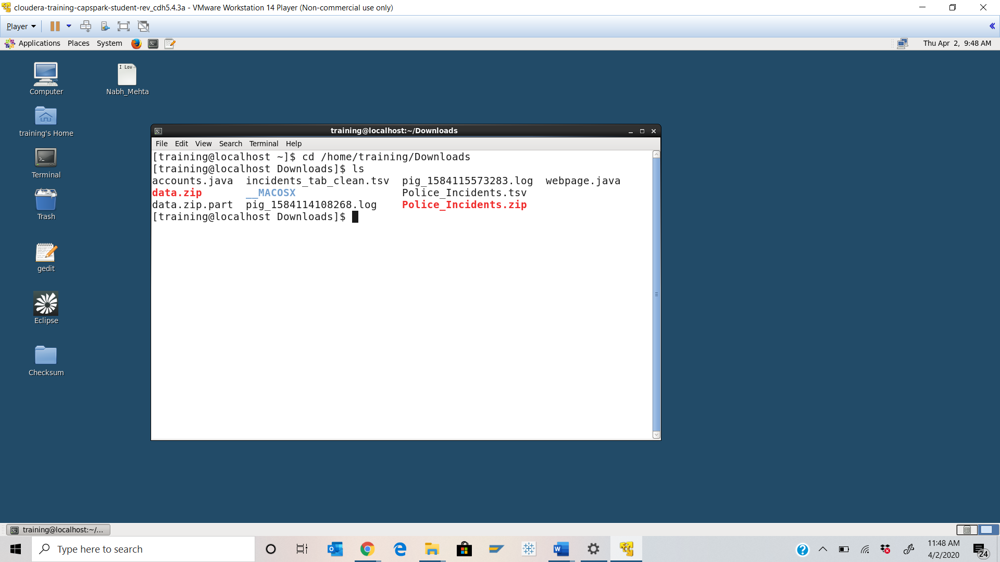 cloudera-training-capspark-student-rev_cdh5.4.3a - VMware Workstation 14 Player (Non-commercial use only)
Player
Applications Places System Thu Apr 2, 9:48 AM
I Lov
Computer Nabh_Mehta
training's Home
Terminal
Trash
gedit
Eclipse
Checksum
training@localhost:~/Downloads
File Edit View Search Terminal Help
[training@localhost ~]$ cd /home/training/Downloads
[training@localhost Downloads]$ ls
accounts.java incidents_tab_clean.tsv pig_1584115573283.log webpage.java
data.zip __MACOSX Police_Incidents.tsv
data.zip.part pig_1584114108268.log Police_Incidents.zip
[training@localhost Downloads]$
training@localhost:~/...
Type here to search
11:48 AM
4/2/2020
24